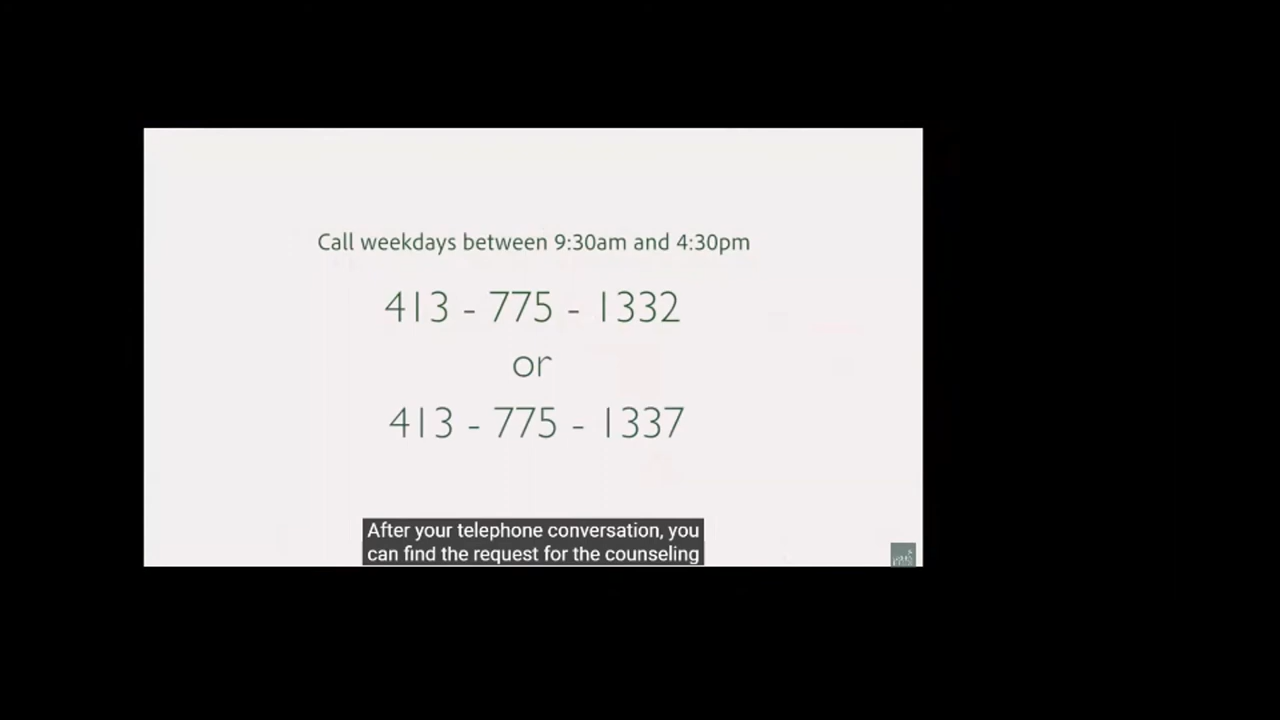 Call weekdays between 9:30am and 4:30pm
413 - 775 - 1332
or
413 - 775 - 1337
After your telephone conversation, you
can find the request for the counseling